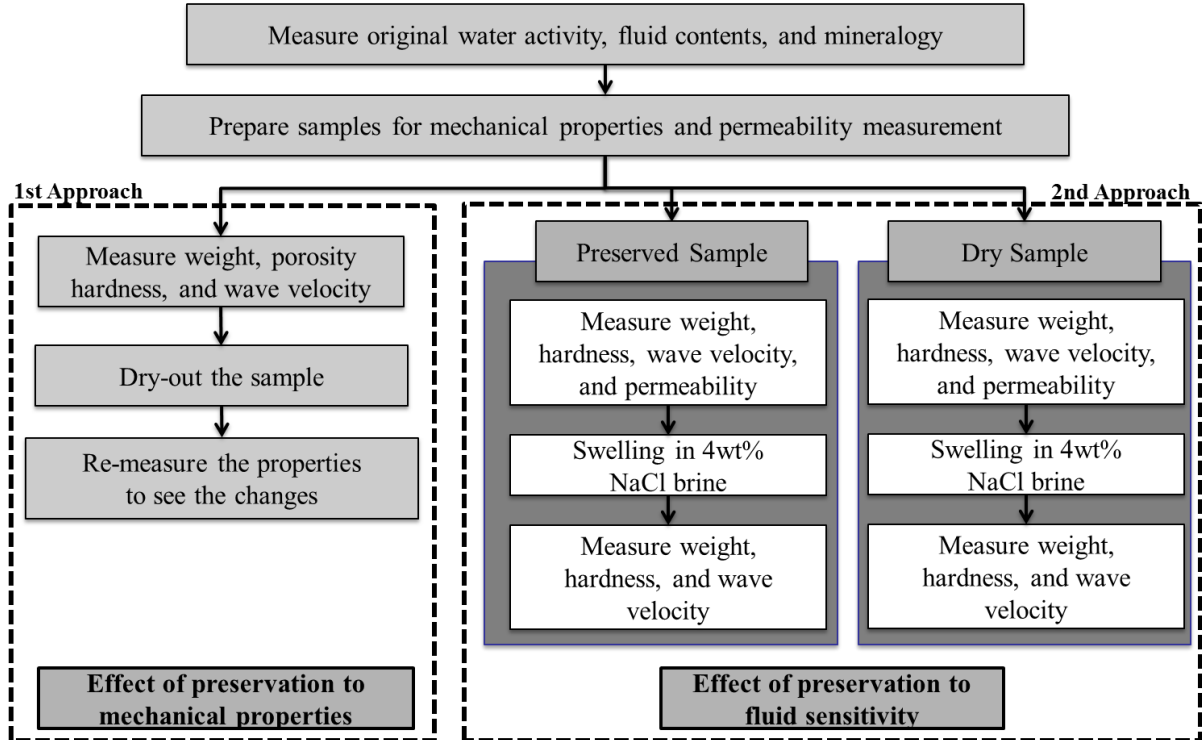 Measure original water activity, fluid contents, and mineralogy
Prepare samples for mechanical properties and permeability measurement
1st Approach
Measure weight, porosity
hardness, and wave velocity
Dry-out the sample
Re-measure the properties
to see the changes
Effect of preservation to
mechanical properties
2nd Approach
Preserved Sample
Measure weight,
hardness, wave velocity,
and permeability
Swelling in 4wt%
NaCl brine
Measure weight,
hardness, and wave
velocity
Dry Sample
Measure weight,
hardness, wave velocity,
and permeability
Swelling in 4wt%
NaCl brine
Measure weight,
hardness, and wave
velocity
Effect of preservation to
fluid sensitivity